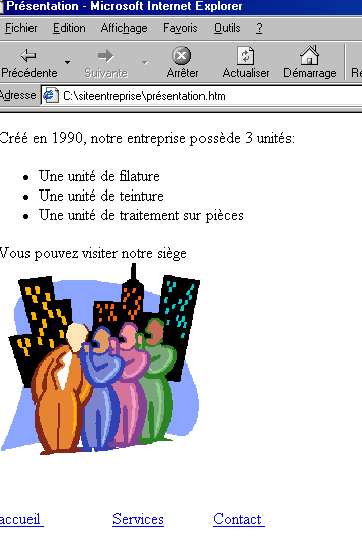 Présentation - Microsoft Internet Explorer
Fichier Edition Affichage Favoris Outils ?
Précédente Suivante Arrêter Actualiser Démarrage
Adresse C:\siteentreprise\présentation.htm
Créé en 1990, notre entreprise possède 3 unités:
• Une unité de filature
• Une unité de teinture
• Une unité de traitement sur pièces
Vous pouvez visiter notre siège
accueil Services Contact